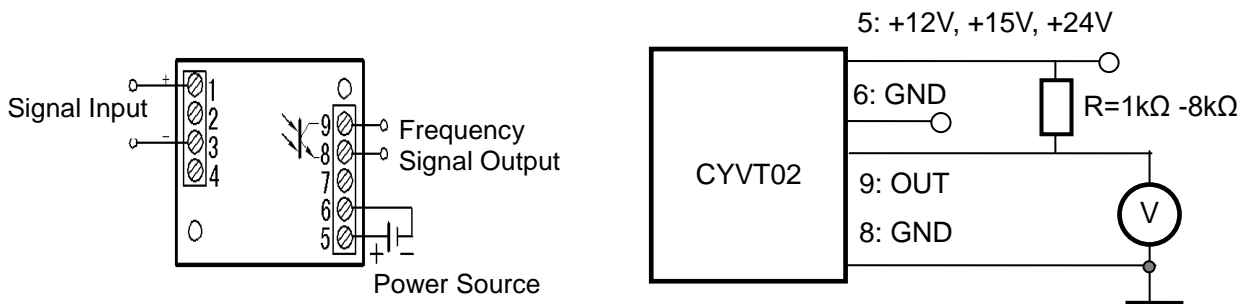 Signal Input
+
−
1
2
3
4
9
8
7
6
5
Frequency
Signal Output
+ −
Power Source
5: +12V, +15V, +24V
6: GND
R=1kΩ -8kΩ
CYVT02
9: OUT
8: GND
V